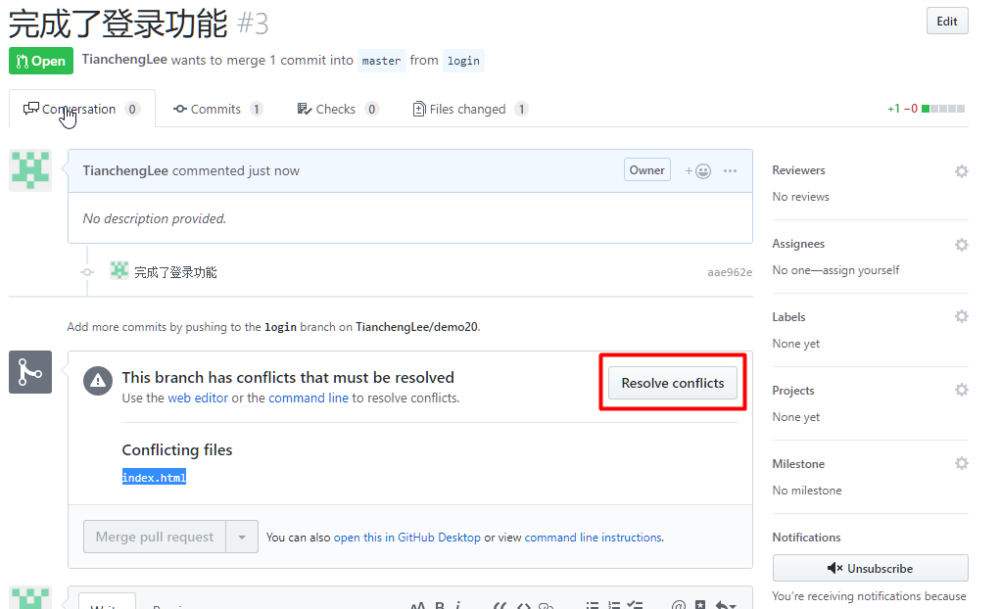 完成了登录功能 #3
Edit
Open
TianchengLee wants to merge 1 commit into master from login
Conversation 0
Commits 1
Checks 0
Files changed 1
+1 −0
TianchengLee commented just now
Owner
No description provided.
完成了登录功能
aae962e
Add more commits by pushing to the login branch on TianchengLee/demo20.
This branch has conflicts that must be resolved
Use the web editor or the command line to resolve conflicts.
Resolve conflicts
Conflicting files
index.html
Merge pull request
You can also open this in GitHub Desktop or view command line instructions.
Reviewers
No reviews
Assignees
No one—assign yourself
Labels
None yet
Projects
None yet
Milestone
No milestone
Notifications
Unsubscribe
You're receiving notifications because